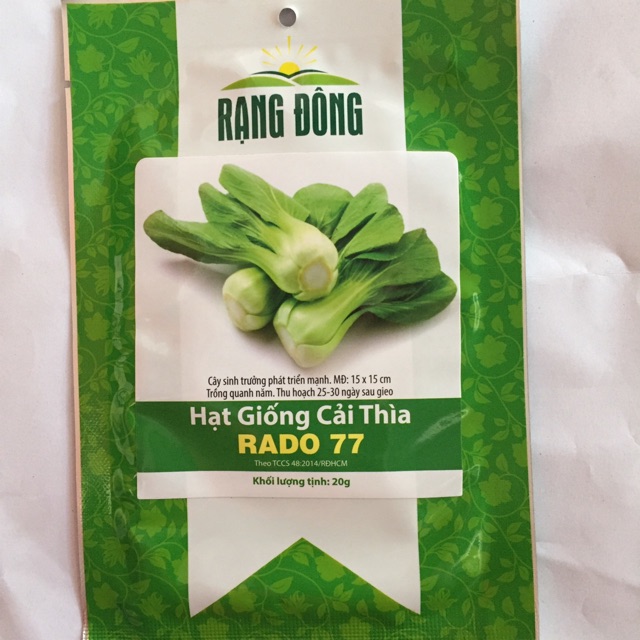 RẠNG ĐÔNG
Cây sinh trưởng phát triển mạnh. MĐ: 15 x 15 cm
Trồng quanh năm. Thu hoạch 25-30 ngày sau gieo
Hạt Giống Cải Thìa
RADO 77
Theo TCCS 48:2014/RĐHCM
Khối lượng tịnh: 20g